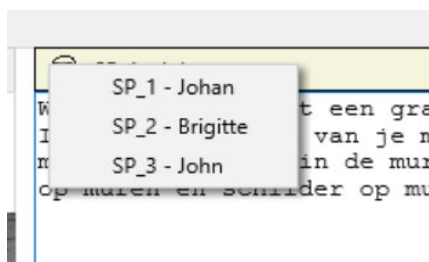 SP_1 - Johan
SP_2 - Brigitte
SP_3 - John
een gra
van je m
in de mur
op muren en schilder op mu